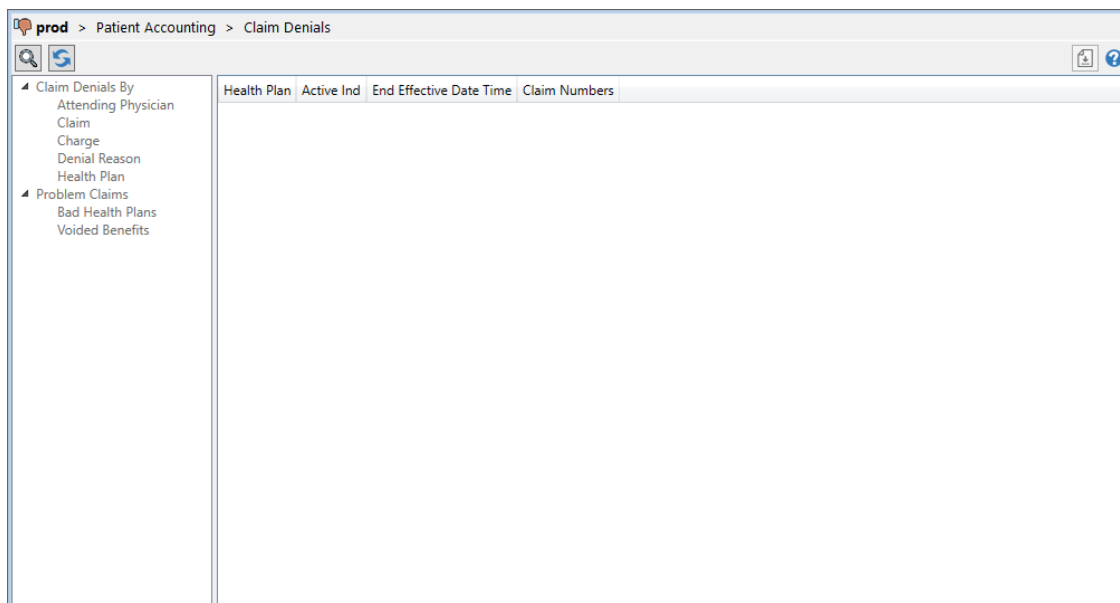 prod > Patient Accounting > Claim Denials
Claim Denials By
Attending Physician
Claim
Charge
Denial Reason
Health Plan
Problem Claims
Bad Health Plans
Voided Benefits
Health Plan Active Ind End Effective Date Time Claim Numbers